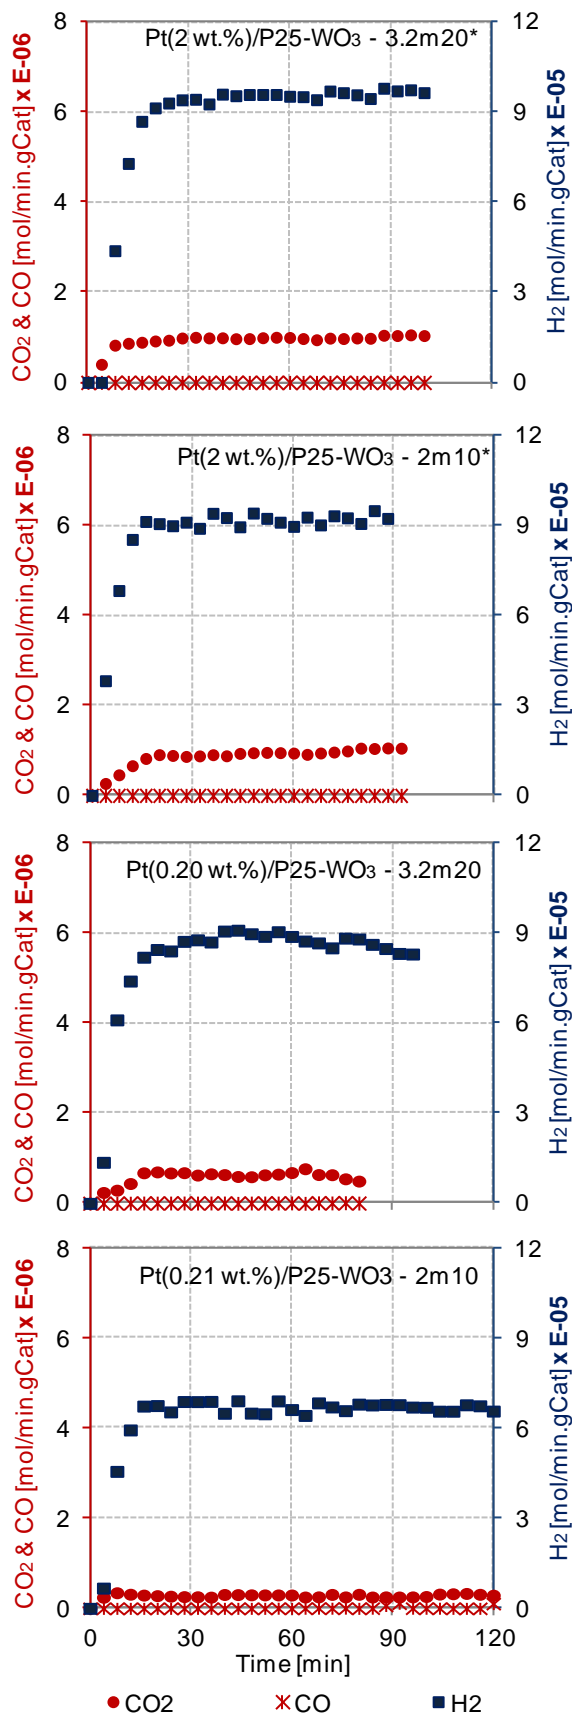 Pt(2 wt.%)/P25-WO3 - 3.2m20*
CO2 & CO [mol/min.gCat] x E-06
H2 [mol/min.gCat] x E-05
8
6
4
2
0
12
9
6
3
0
Pt(2 wt.%)/P25-WO3 - 2m10*
CO2 & CO [mol/min.gCat] x E-06
H2 [mol/min.gCat] x E-05
8
6
4
2
0
12
9
6
3
0
Pt(0.20 wt.%)/P25-WO3 - 3.2m20
CO2 & CO [mol/min.gCat] x E-06
H2 [mol/min.gCat] x E-05
8
6
4
2
0
12
9
6
3
0
Pt(0.21 wt.%)/P25-WO3 - 2m10
CO2 & CO [mol/min.gCat] x E-06
H2 [mol/min.gCat] x E-05
8
6
4
2
0
12
9
6
3
0
0 30 60 90 120
Time [min]
CO2 CO H2